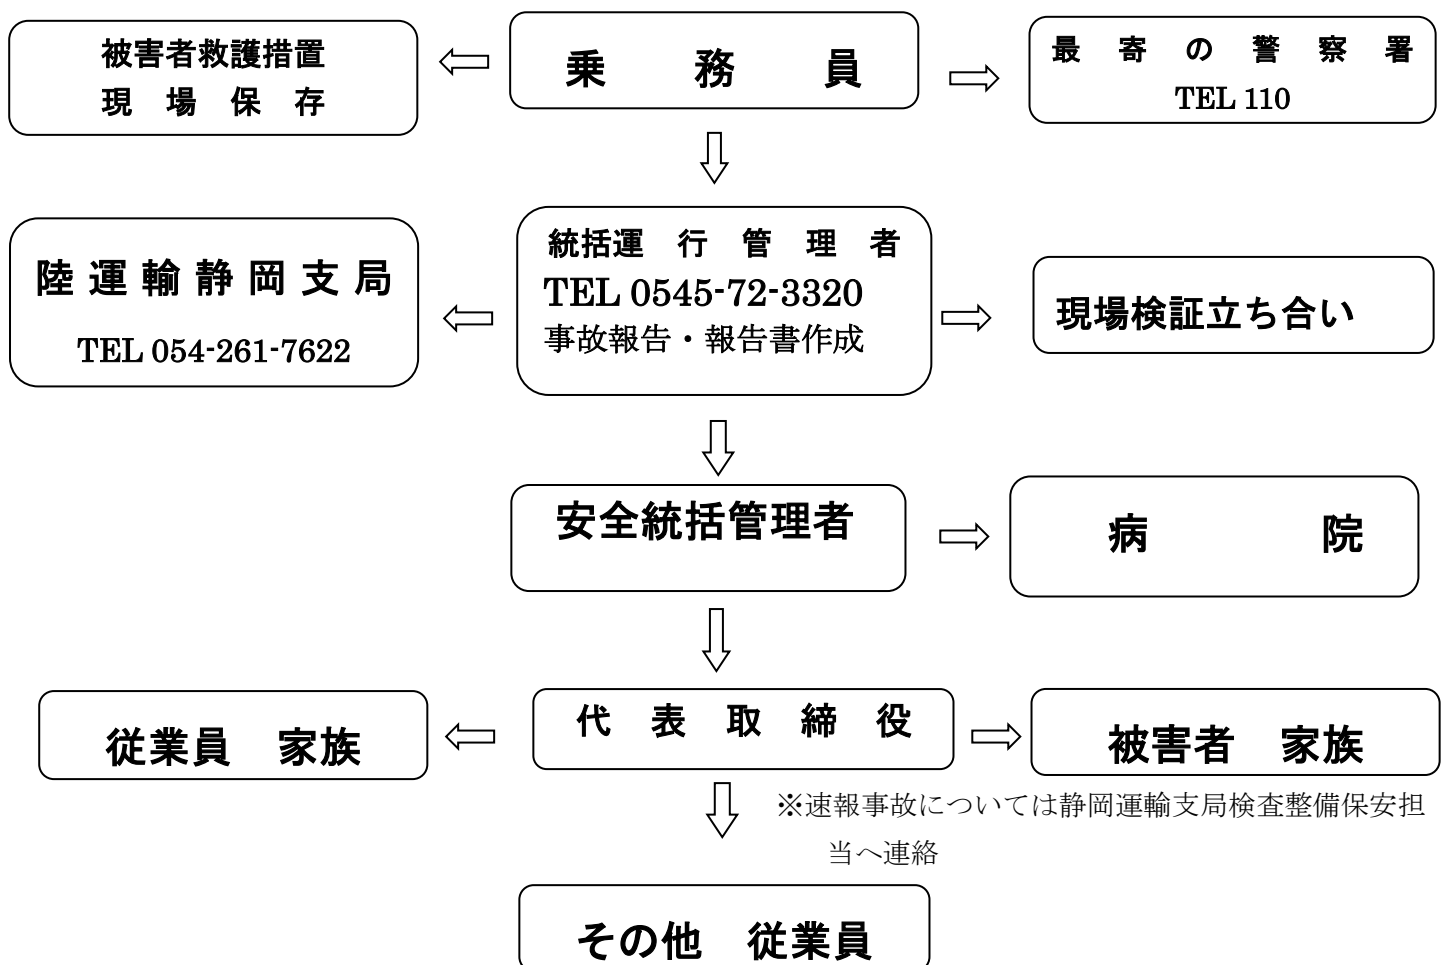 被害者救護措置
現　場　保　存
乗　務　員
最　寄　の　警　察　署
TEL 110
陸 運 輸 静 岡 支 局
TEL 054-261-7622
統括運　行　管　理　者
TEL 0545-72-3320
事故報告・報告書作成
現場検証立ち合い
安全統括管理者
病　　　　院
従業員　家族
代　表　取　締　役
被害者　家族
※速報事故については静岡運輸支局検査整備保安担
当へ連絡
その他　従業員